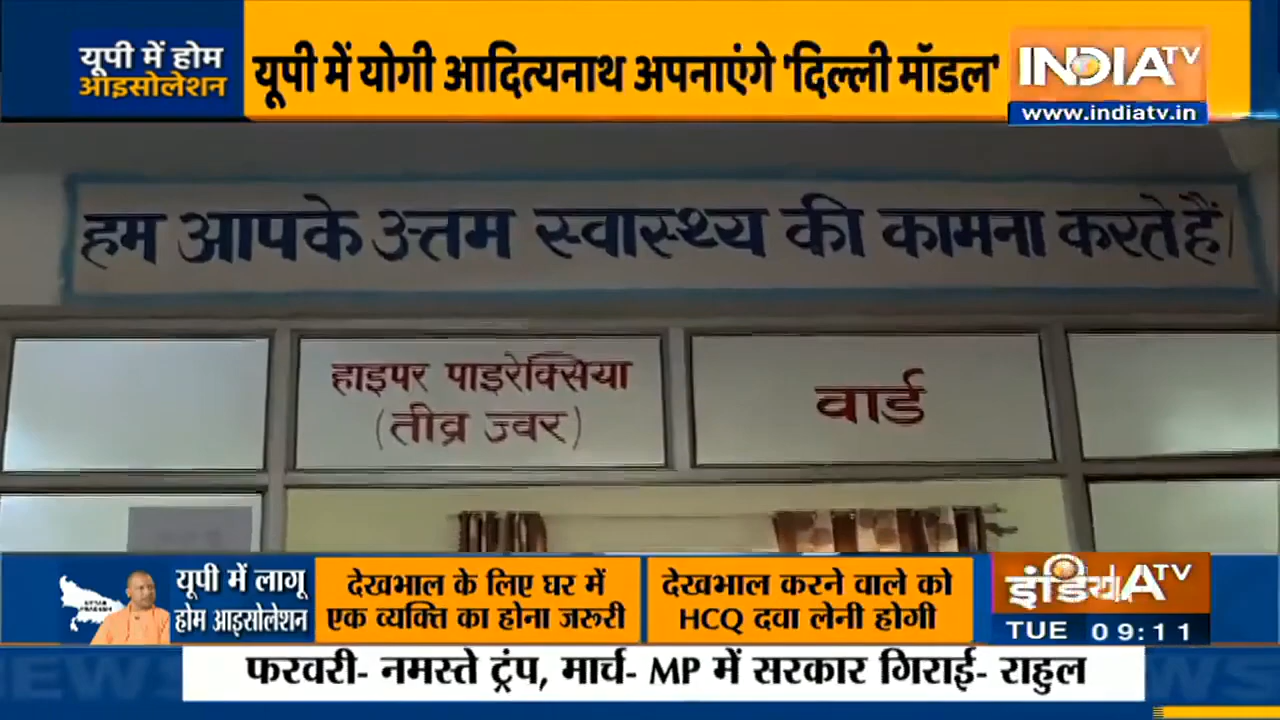 यूपी में होम
आइसोलेशन
यूपी में योगी आदित्यनाथ अपनाएंगे 'दिल्ली मॉडल'
INDIA TV
www.indiatv.in
हम आपके उत्तम स्वास्थ्य की कामना करते हैं।
हाइपर पाइरेक्सिया
(तीव्र ज्वर)
वार्ड
यूपी में लागू
होम आइसोलेशन
देखभाल के लिए घर में
एक व्यक्ति का होना जरूरी
देखभाल करने वाले को
HCQ दवा लेनी होगी
TV
TUE 09:11
फरवरी- नमस्ते ट्रंप, मार्च- MP में सरकार गिराई- राहुल